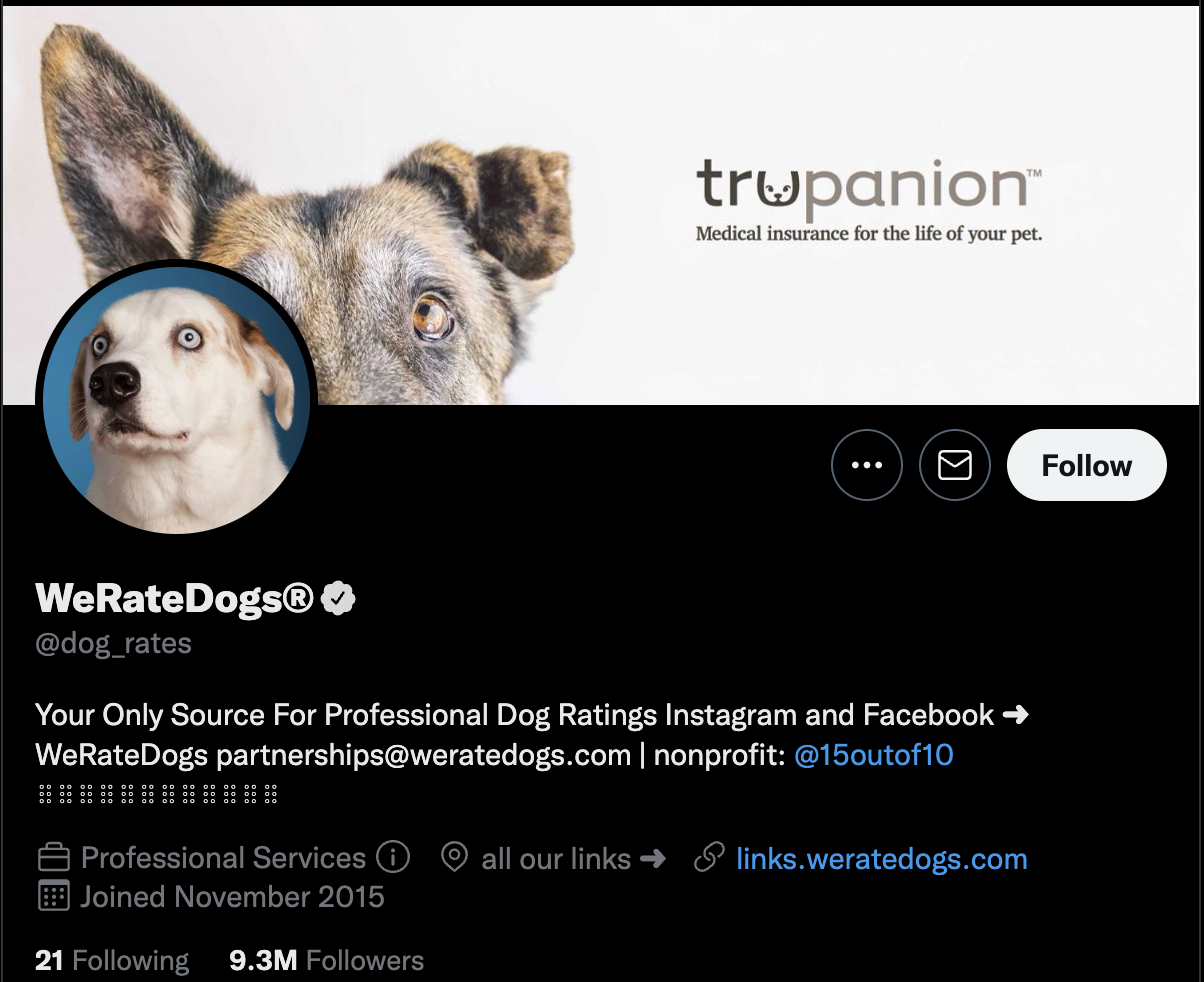 trupanion™
Medical insurance for the life of your pet.
Follow
WeRateDogs®
@dog_rates
Your Only Source For Professional Dog Ratings Instagram and Facebook ➜
WeRateDogs partnerships@weratedogs.com | nonprofit: @15outof10
⠿⠿⠿⠿⠿⠿⠿⠿⠿⠿⠿⠿
Professional Services all our links ➜ links.weratedogs.com
Joined November 2015
21 Following 9.3M Followers